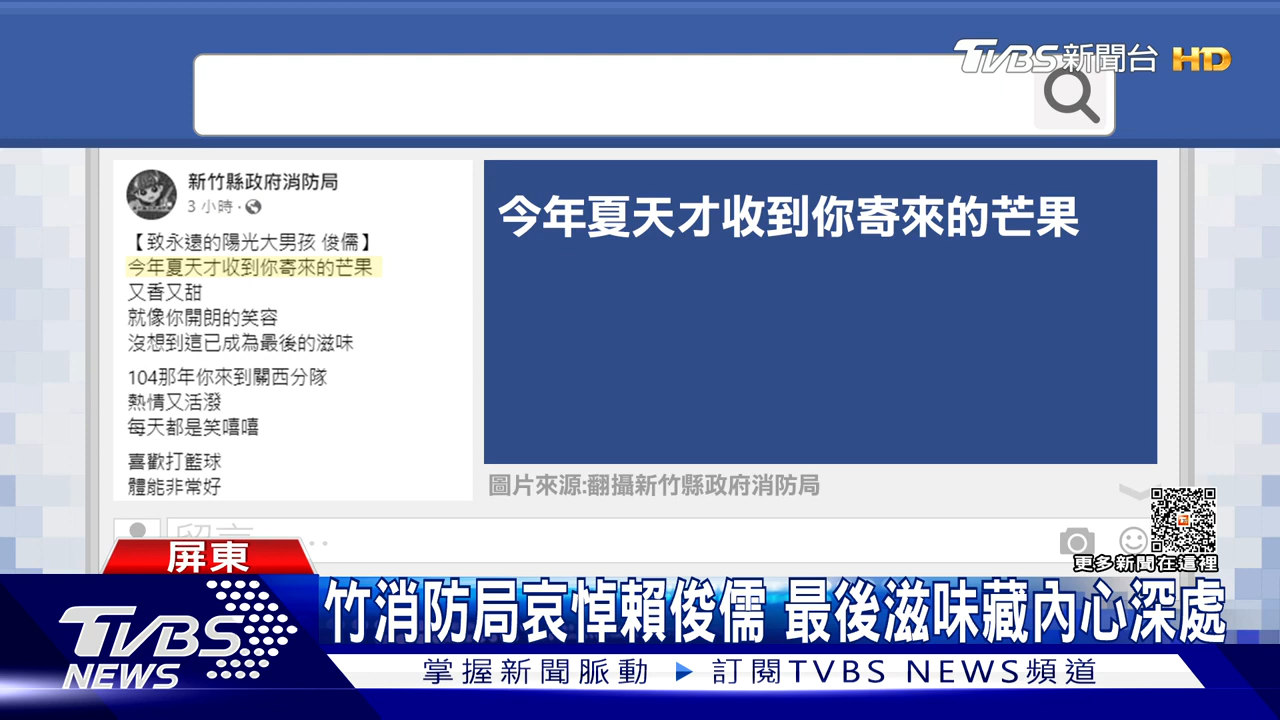 TVBS新聞台 HD
新竹縣政府消防局
3 小時 ·
【致永遠的陽光大男孩 俊儒】
今年夏天才收到你寄來的芒果
又香又甜
就像你開朗的笑容
沒想到這已成為最後的滋味
104那年你來到關西分隊
熱情又活潑
每天都是笑嘻嘻
喜歡打籃球
體能非常好
今年夏天才收到你寄來的芒果
圖片來源:翻攝新竹縣政府消防局
留言
更多新聞在這裡
屏東
竹消防局哀悼賴俊儒 最後滋味藏內心深處
TVBS NEWS
掌握新聞脈動 ▶ 訂閱TVBS NEWS頻道